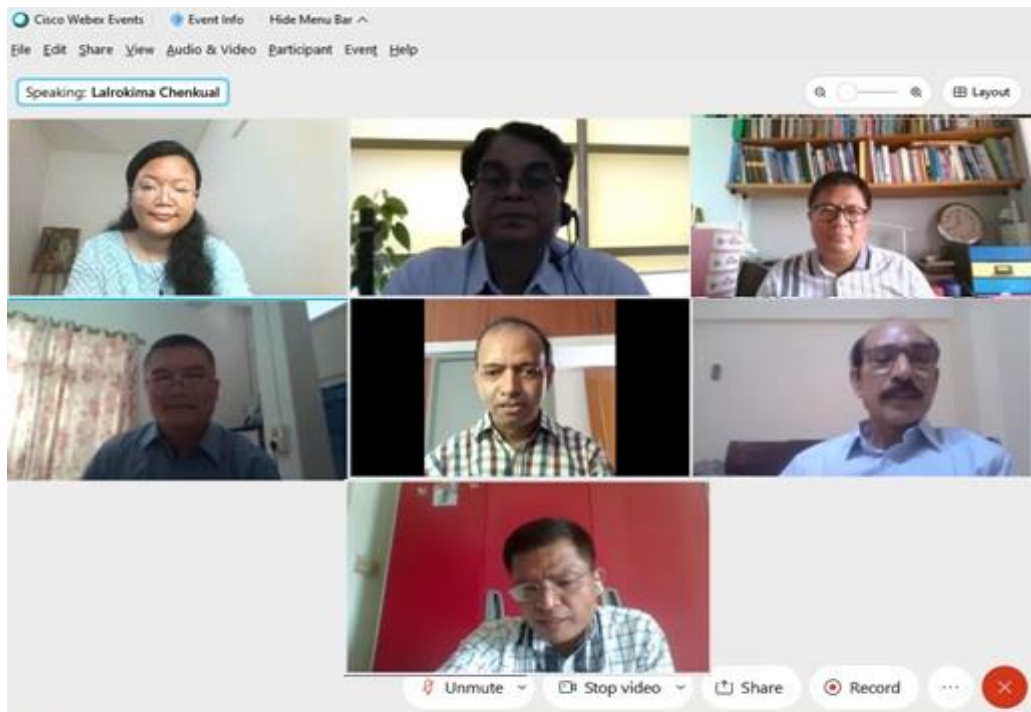 Cisco Webex Events Event Info Hide Menu Bar
File Edit Share View Audio & Video Participant Event Help
Speaking: Lalrokima Chenkual
Layout
Unmute Stop video Share Record